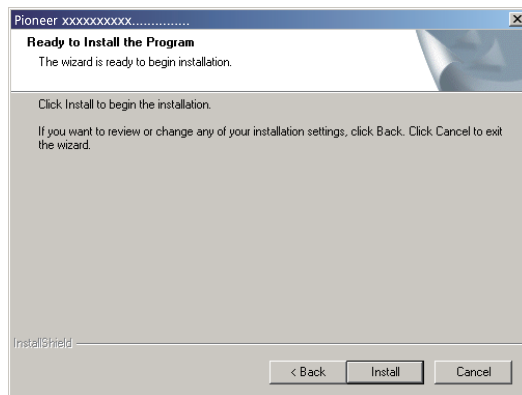 Pioneer xxxxxxxxxx...............
Ready to Install the Program
The wizard is ready to begin installation.
Click Install to begin the installation.
If you want to review or change any of your installation settings, click Back. Click Cancel to exit
the wizard.
InstallShield
< Back Install Cancel